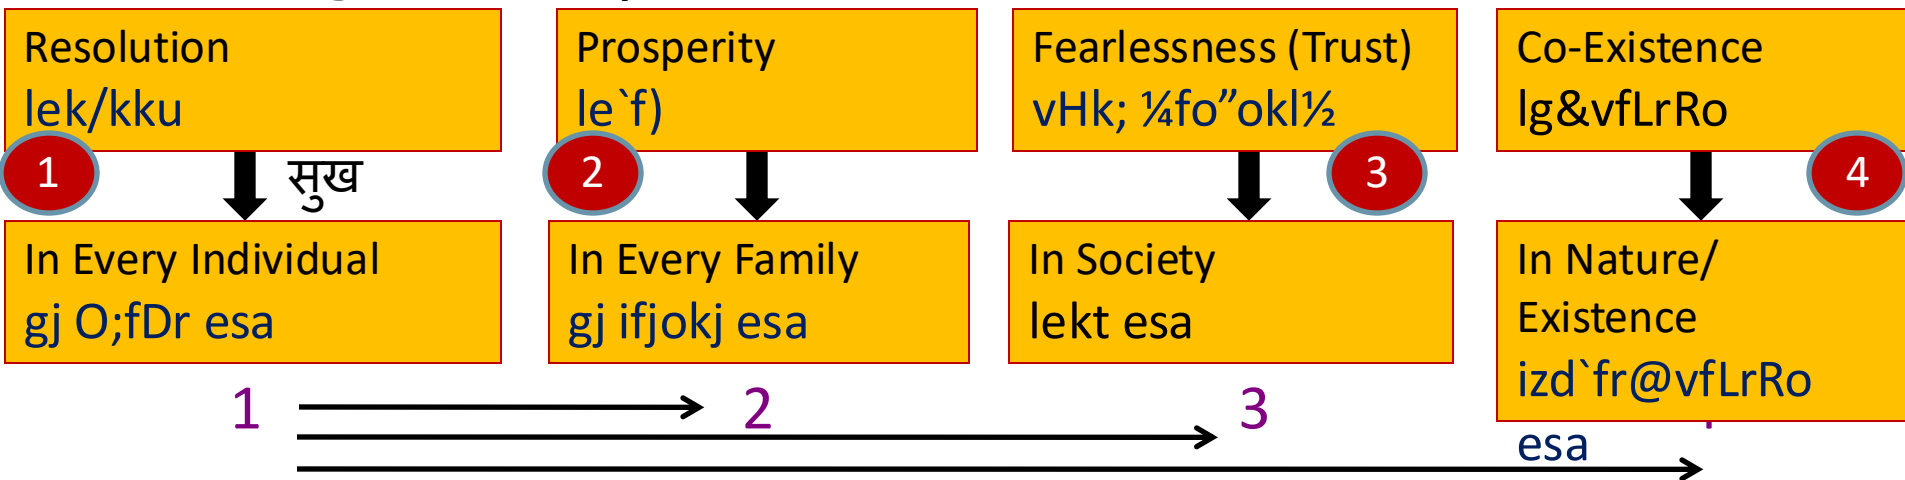 Resolution
lek/kku
Prosperity
le`f)
Fearlessness (Trust)
vHk; ¼fo”okl½
Co-Existence
lg&vfLrRo
1
सुख
2
3
4
In Every Individual
gj O;fDr esa
In Every Family
gj ifjokj esa
In Society
lekt esa
In Nature/
Existence
izd`fr@vfLrRo
esa
1
2
3